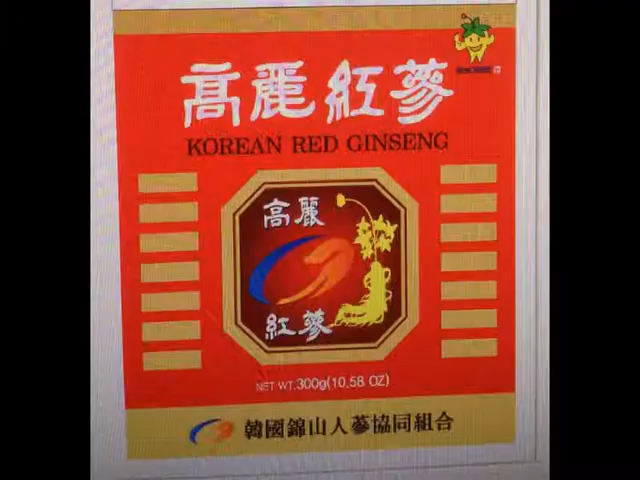 高麗紅蔘
KOREAN RED GINSENG
高麗
紅蔘
NET WT.300g(10.58 OZ)
韓國錦山人蔘協同組合